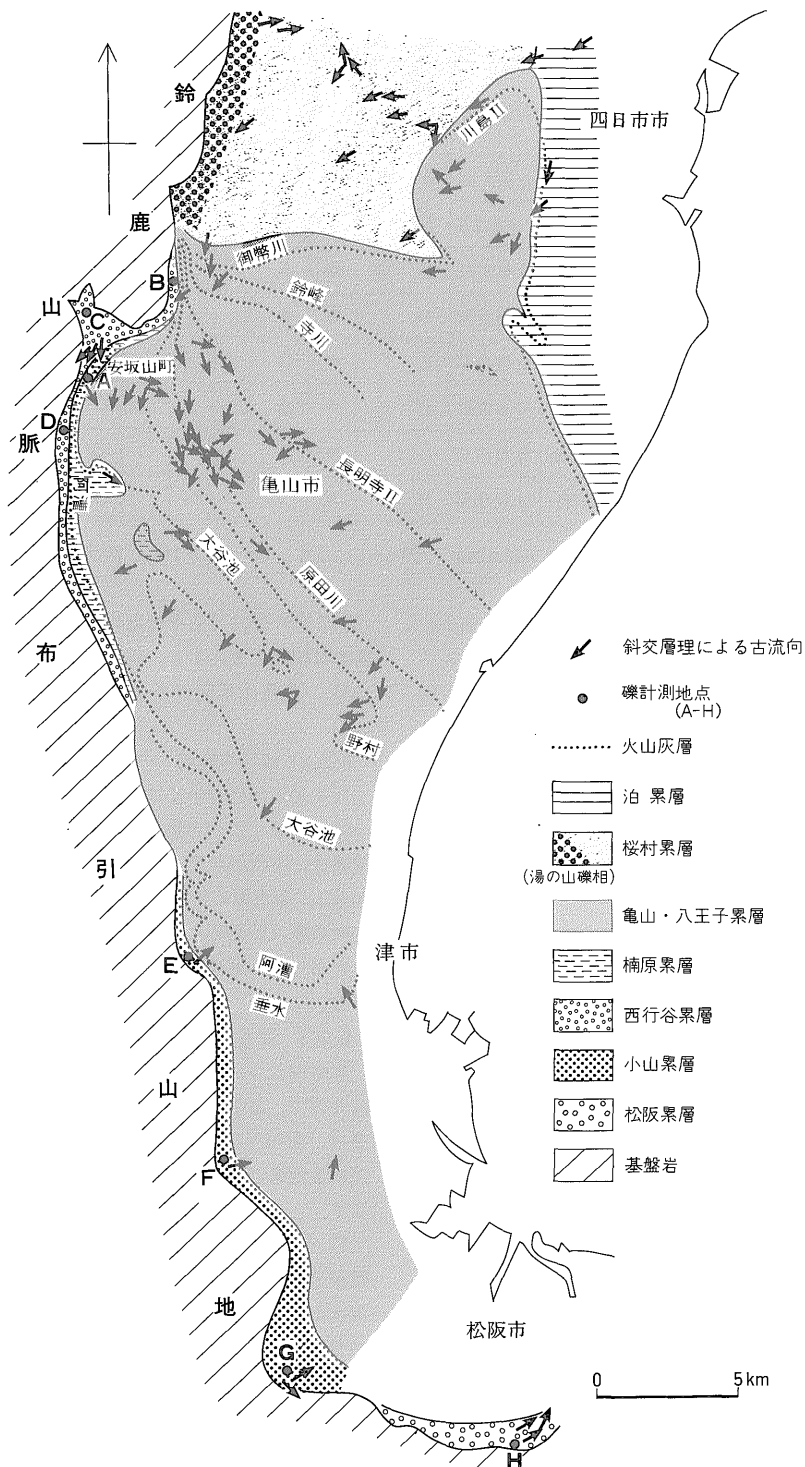 鈴
鹿
山
脈
布
引
山
地
四日市市
川島II
御幣川
鈴峰
寺川
B
C
安坂山町
A
D
阿漕
亀山市
長明寺II
大谷池
原田川
野村
大谷池
津市
E
阿漕
垂水
F
G
松阪市
H
斜交層理による古流向
礫計測地点
(A-H)
火山灰層
泊 累層
桜村累層
(湯の山礫相)
亀山・八王子累層
楠原累層
西行谷累層
小山累層
松阪累層
基盤岩
0 5km